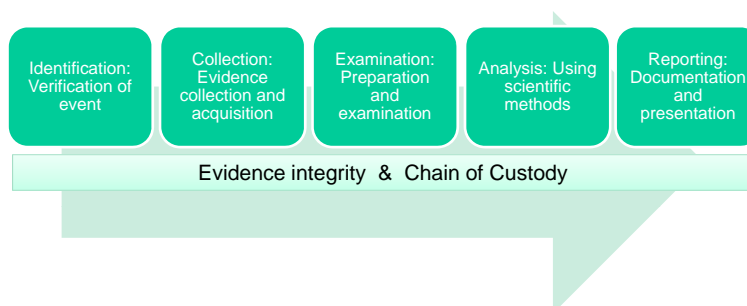 Identification:
Verification of
event
Collection:
Evidence
collection and
acquisition
Examination:
Preparation
and
examination
Analysis: Using
scientific
methods
Reporting:
Documentation
and
presentation
Evidence integrity & Chain of Custody